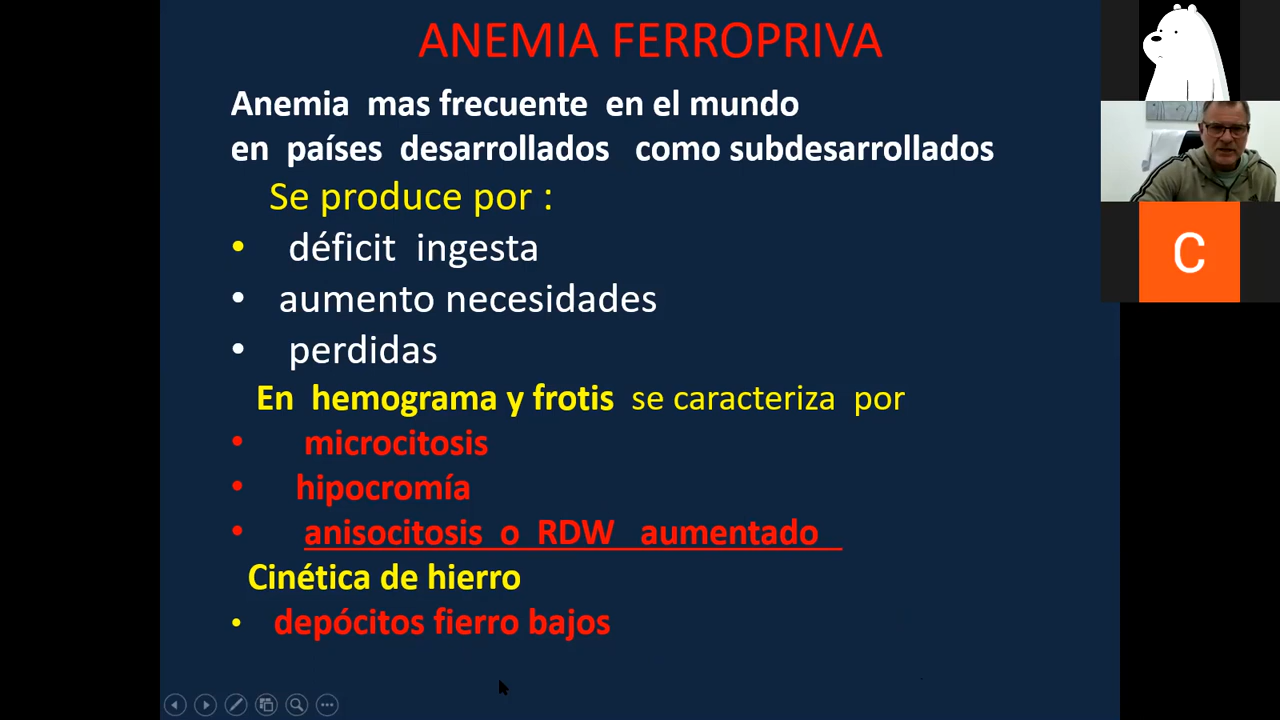 ANEMIA FERROPRIVA
Anemia mas frecuente en el mundo
en países desarrollados como subdesarrollados
Se produce por :
• déficit ingesta
• aumento necesidades
• perdidas
En hemograma y frotis se caracteriza por
• microcitosis
• hipocromía
• anisocitosis o RDW aumentado
Cinética de hierro
• depócitos fierro bajos
C